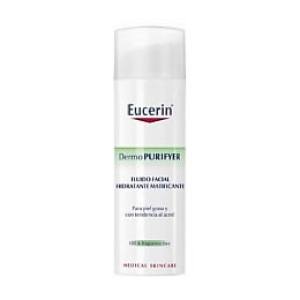 Eucerin®
DermoPURIFYER
FLUIDO FACIAL
HIDRATANTE MATIFICANTE
Para piel grasa y
con tendencia al acné
MEDICAL SKINCARE